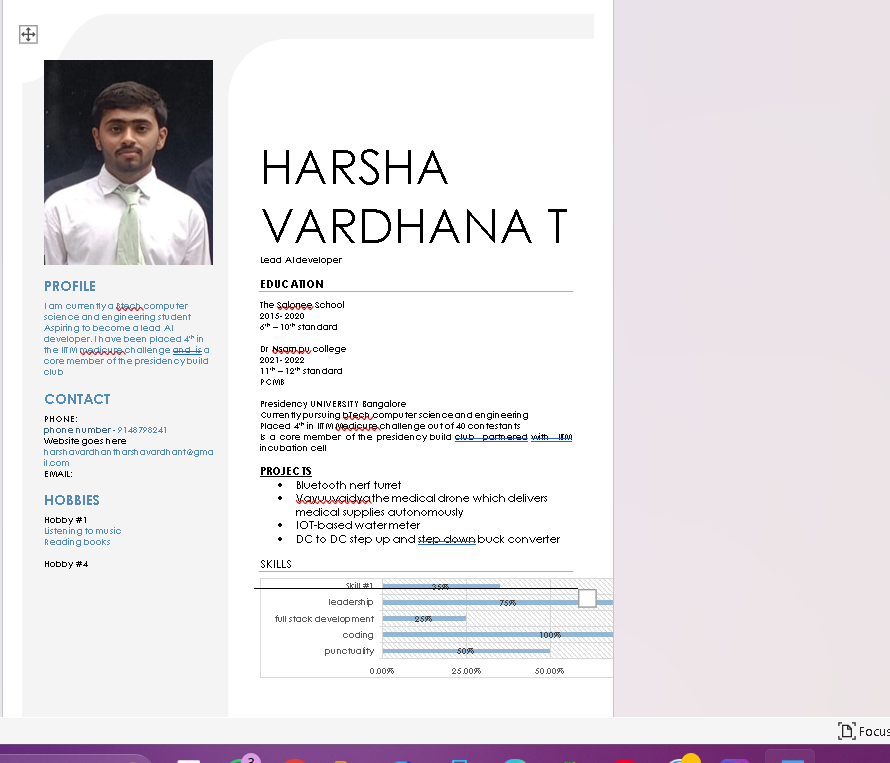 HARSHA
VARDHANA T
Lead AI developer
PROFILE
I am currently a Btech computer
science and engineering student
Aspiring to become a lead AI
developer. I have been placed 4th in
the IITM medicure challenge and is a
core member of the presidency build
club
CONTACT
PHONE:
phone number - 9148798241
Website goes here
harshavardhantharshavardhant@gma
il.com
EMAIL:
HOBBIES
Hobby #1
Listening to music
Reading books
Hobby #4
EDUCATION
The Salonee School
2015- 2020
6th – 10th standard
Dr Nsam pu college
2021- 2022
11th – 12th standard
PCMB
Presidency UNIVERSITY Bangalore
Currently pursuing bTech computer science and engineering
Placed 4th in IITM Medicure challenge out of 40 contestants
Is a core member of the presidency build club partnered with IITM
incubation cell
PROJECTS
• Bluetooth nerf turret
• Vayuuvaidya the medical drone which delivers
medical supplies autonomously
• IOT-based water meter
• DC to DC step up and step down buck converter
SKILLS
Skill #1 35%
leadership 75%
full stack development 25%
coding 100%
punctuality 50%
0.00% 25.00% 50.00%
Focus
3